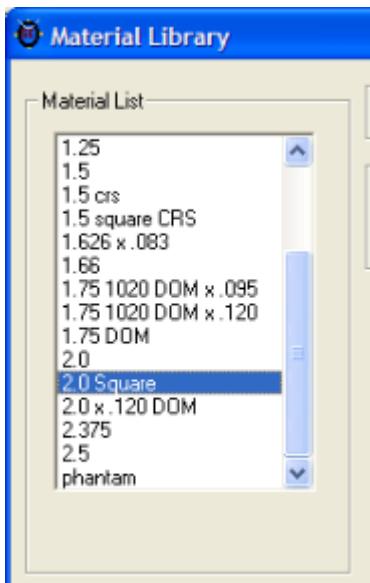 Material Library
Material List
1.25
1.5
1.5 crs
1.5 square CRS
1.626 x .083
1.66
1.75 1020 DOM x .095
1.75 1020 DOM x .120
1.75 DOM
2.0
2.0 Square
2.0 x .120 DOM
2.375
2.5
phantam